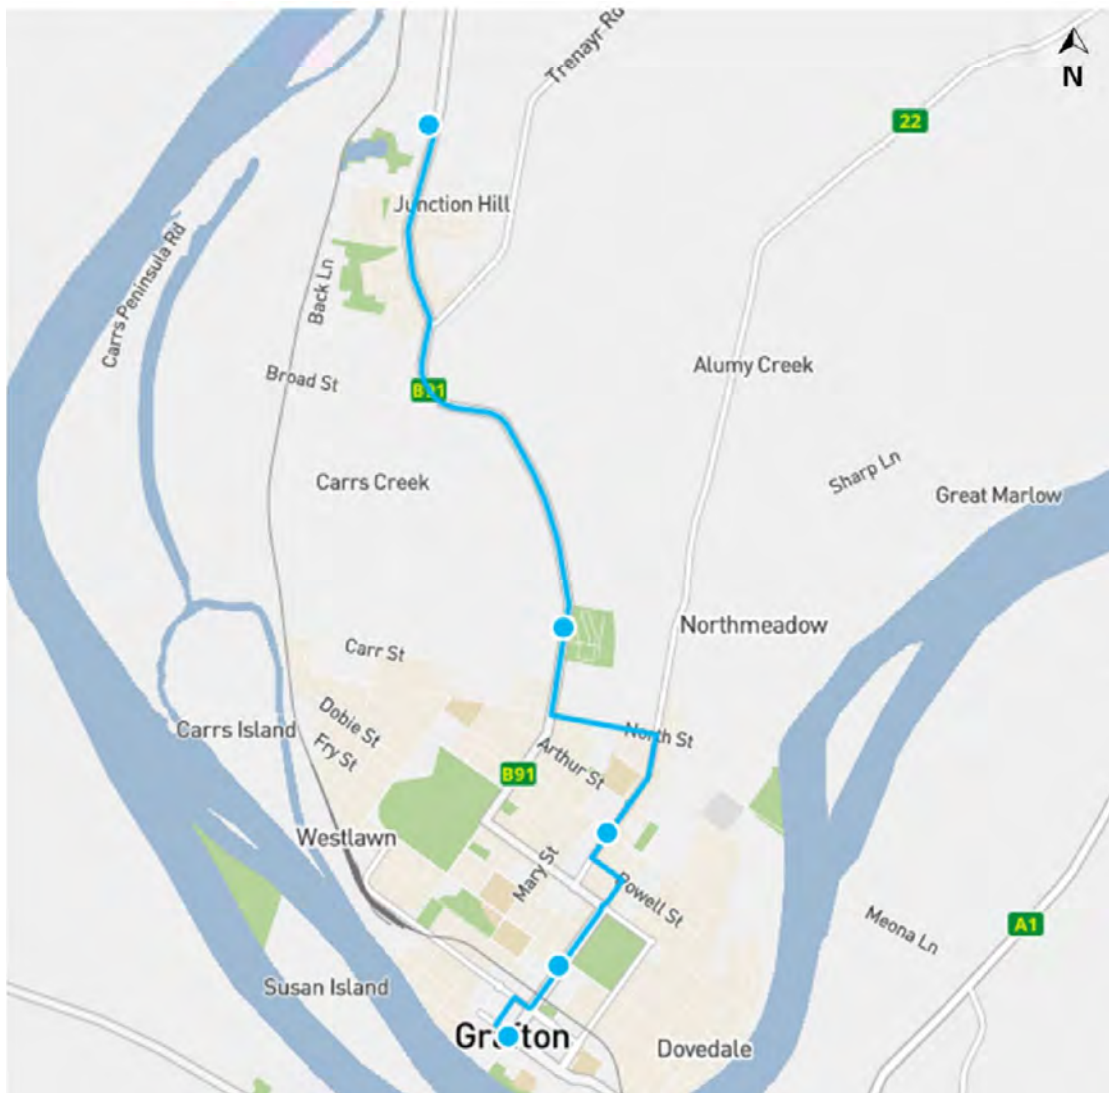 Trenayr Rd
N
22
Junction Hill
Carrs Peninsula Rd
Back Ln
Alumy Creek
Broad St
B91
Sharp Ln
Carrs Creek
Great Marlow
Northmeadow
Carr St
Dobie St
Carrs Island
North St
Fry St
Arthur St
B91
Westlawn
Mary St
Powell St
Meona Ln
A1
Susan Island
Grafton
Dovedale